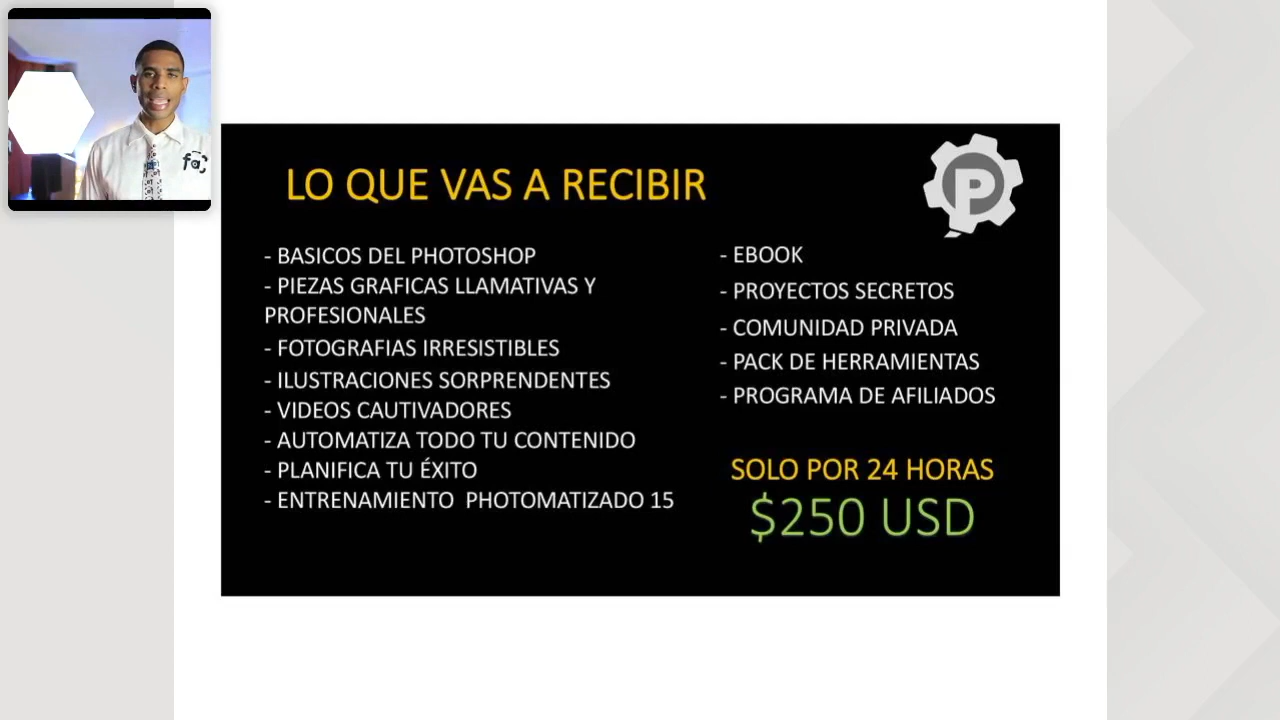 fac
LO QUE VAS A RECIBIR
P
- BASICOS DEL PHOTOSHOP
- PIEZAS GRAFICAS LLAMATIVAS Y
PROFESIONALES
- FOTOGRAFIAS IRRESISTIBLES
- ILUSTRACIONES SORPRENDENTES
- VIDEOS CAUTIVADORES
- AUTOMATIZA TODO TU CONTENIDO
- PLANIFICA TU ÉXITO
- ENTRENAMIENTO  PHOTOMATIZADO 15
- EBOOK
- PROYECTOS SECRETOS
- COMUNIDAD PRIVADA
- PACK DE HERRAMIENTAS
- PROGRAMA DE AFILIADOS
SOLO POR 24 HORAS
$250 USD